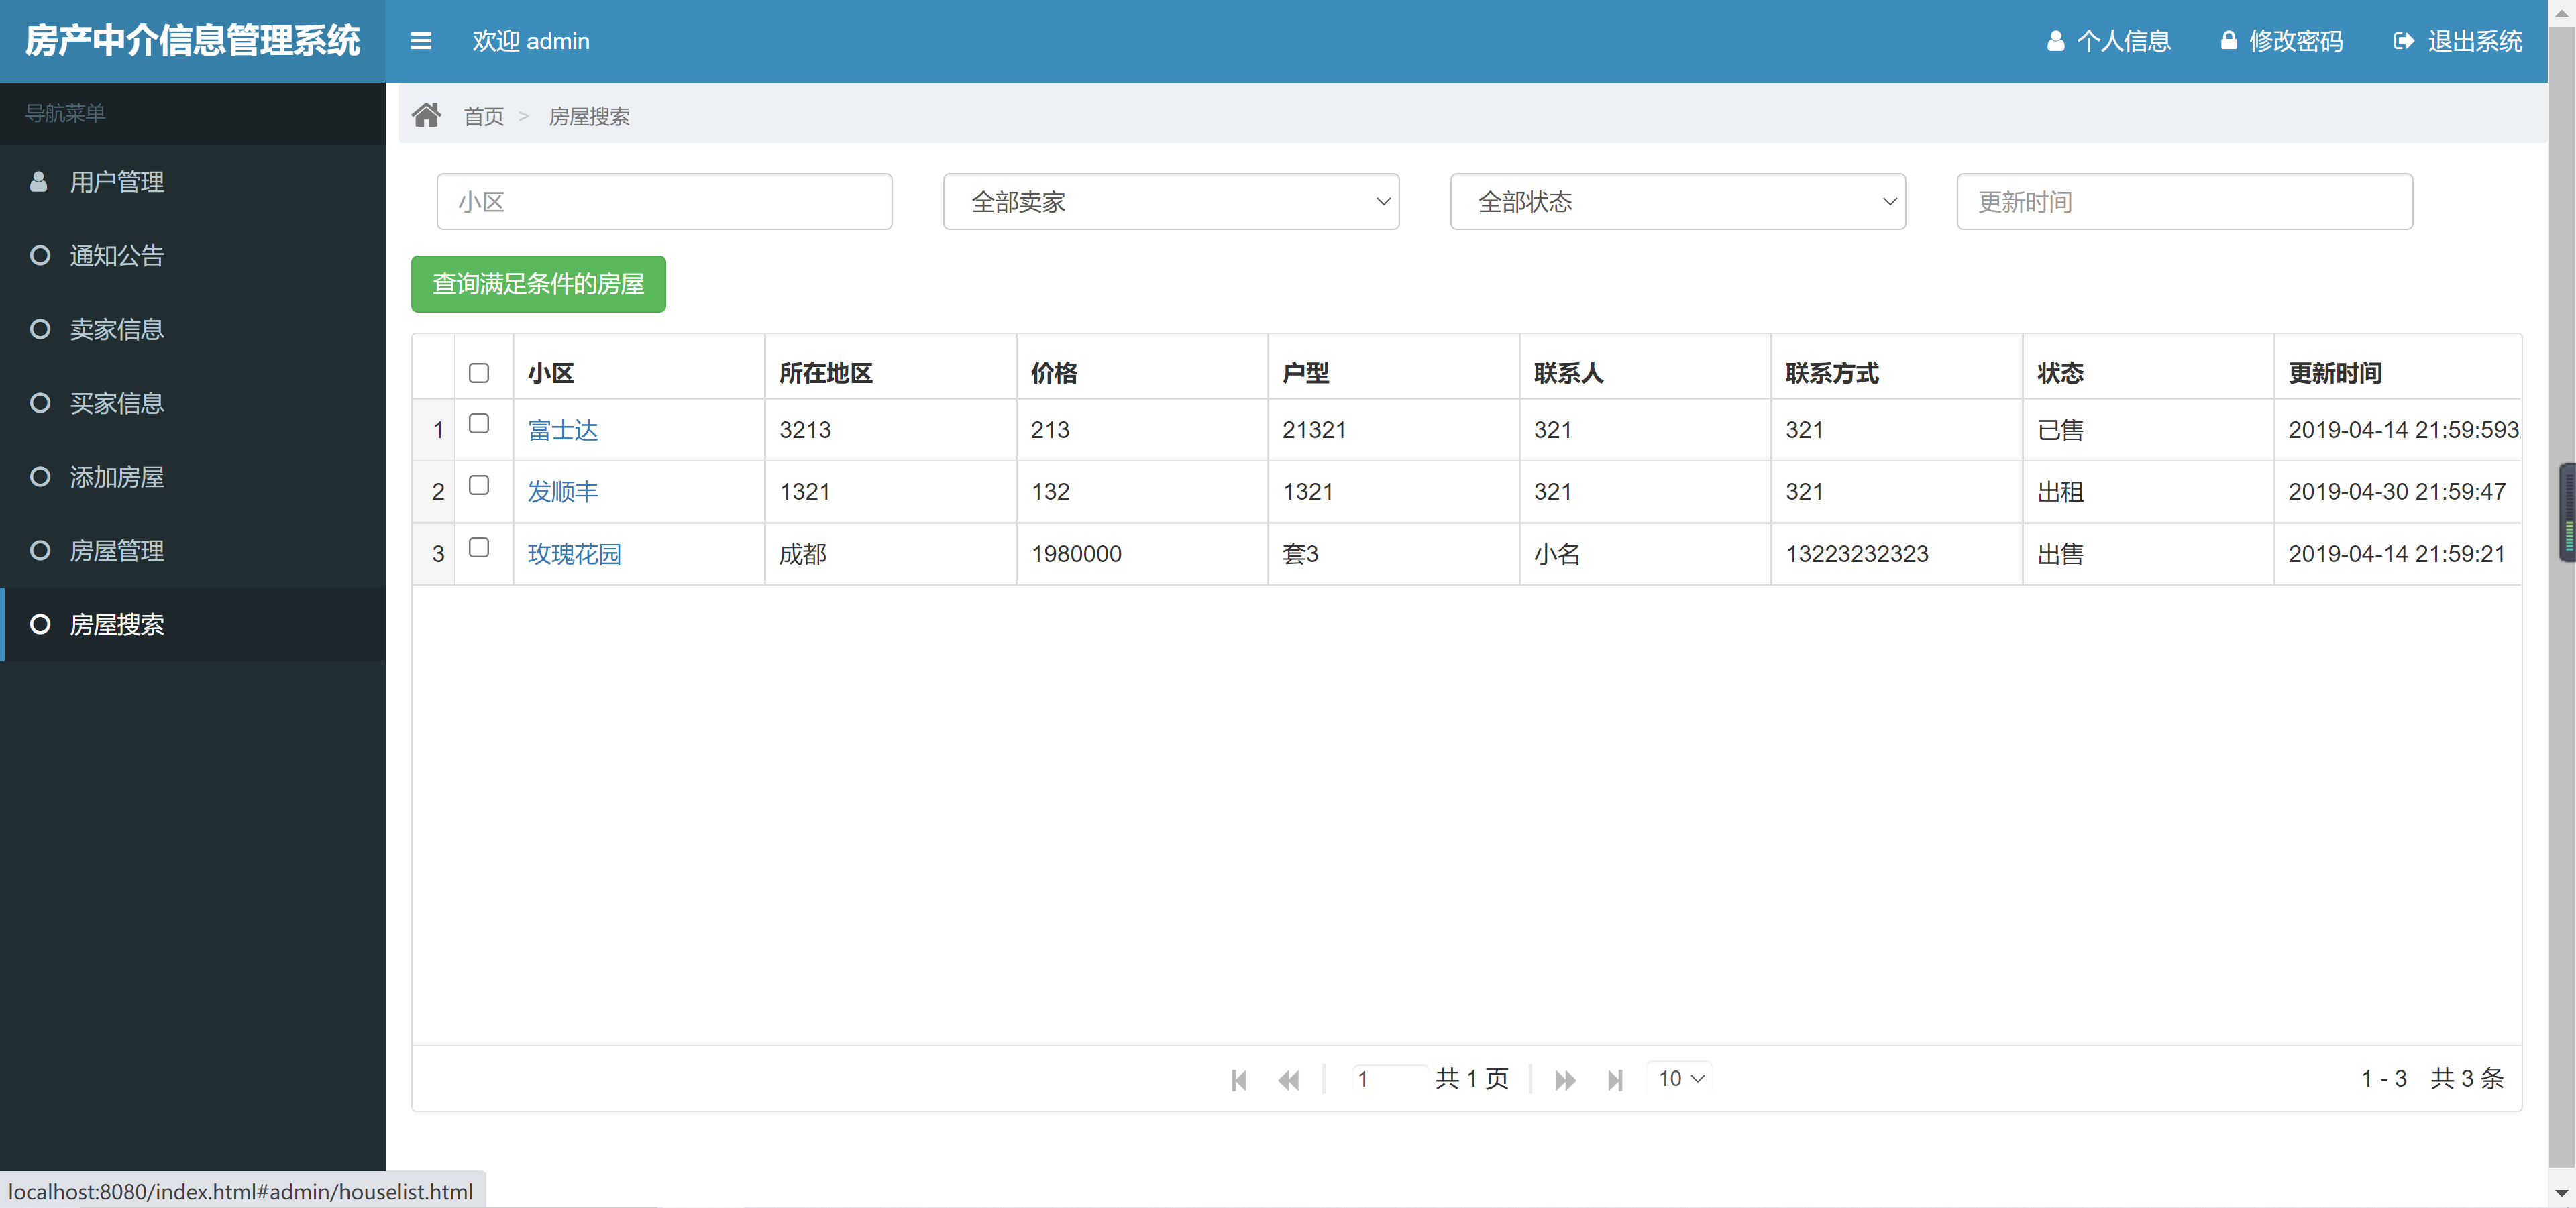 房产中介信息管理系统
欢迎 admin
个人信息
修改密码
退出系统
导航菜单
用户管理
通知公告
卖家信息
买家信息
添加房屋
房屋管理
房屋搜索
首页 > 房屋搜索
小区
全部卖家
全部状态
更新时间
查询满足条件的房屋
小区 所在地区 价格 户型 联系人 联系方式 状态 更新时间
1 富士达 3213 213 21321 321 321 已售 2019-04-14 21:59:593
2 发顺丰 1321 132 1321 321 321 出租 2019-04-30 21:59:47
3 玫瑰花园 成都 1980000 套3 小名 13223232323 出售 2019-04-14 21:59:21
1 共 1 页 10
1 - 3 共 3 条
localhost:8080/index.html#admin/houselist.html